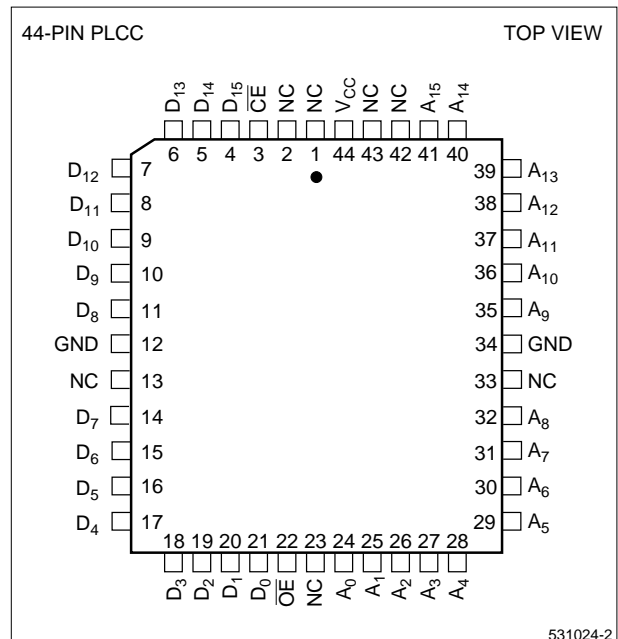 44-PIN PLCC TOP VIEW
D13 D14 D15 C̅E̅ NC NC VCC NC NC A15 A14
6 5 4 3 2 1 44 43 42 41 40
D12 7 39 A13
D11 8 38 A12
D10 9 37 A11
D9 10 36 A10
D8 11 35 A9
GND 12 34 GND
NC 13 33 NC
D7 14 32 A8
D6 15 31 A7
D5 16 30 A6
D4 17 29 A5
18 19 20 21 22 23 24 25 26 27 28
D3 D2 D1 D0 O̅E̅ NC A0 A1 A2 A3 A4
531024-2